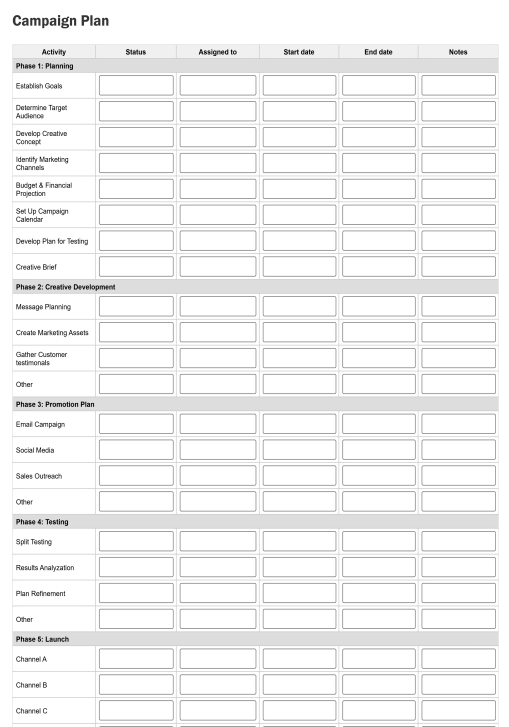 Campaign Plan
Activity Status Assigned to Start date End date Notes
Phase 1: Planning
Establish Goals
Determine Target
Audience
Develop Creative
Concept
Identify Marketing
Channels
Budget & Financial
Projection
Set Up Campaign
Calendar
Develop Plan for Testing
Creative Brief
Phase 2: Creative Development
Message Planning
Create Marketing Assets
Gather Customer
testimonals
Other
Phase 3: Promotion Plan
Email Campaign
Social Media
Sales Outreach
Other
Phase 4: Testing
Split Testing
Results Analyzation
Plan Refinement
Other
Phase 5: Launch
Channel A
Channel B
Channel C